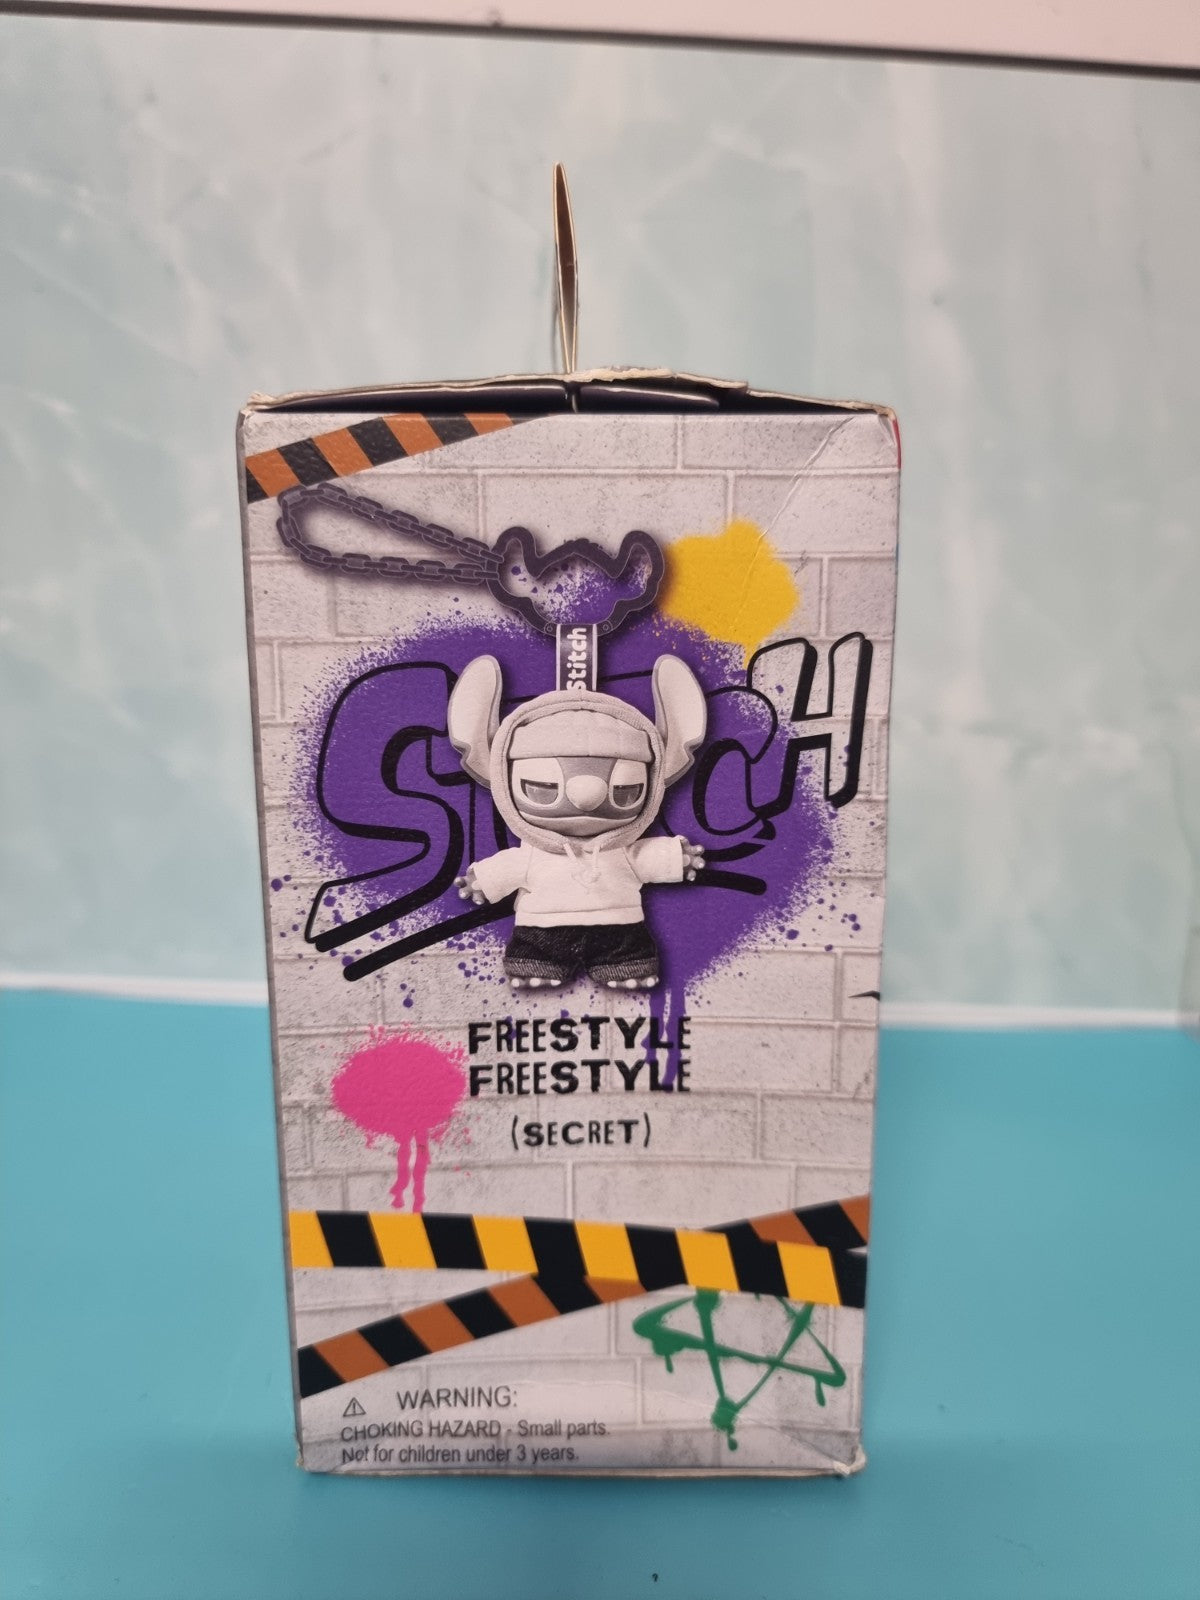 Stitch
STITCH
FREESTYLE
FREESTYLE
(SECRET)
WARNING:
CHOKING HAZARD - Small parts.
Not for children under 3 years.